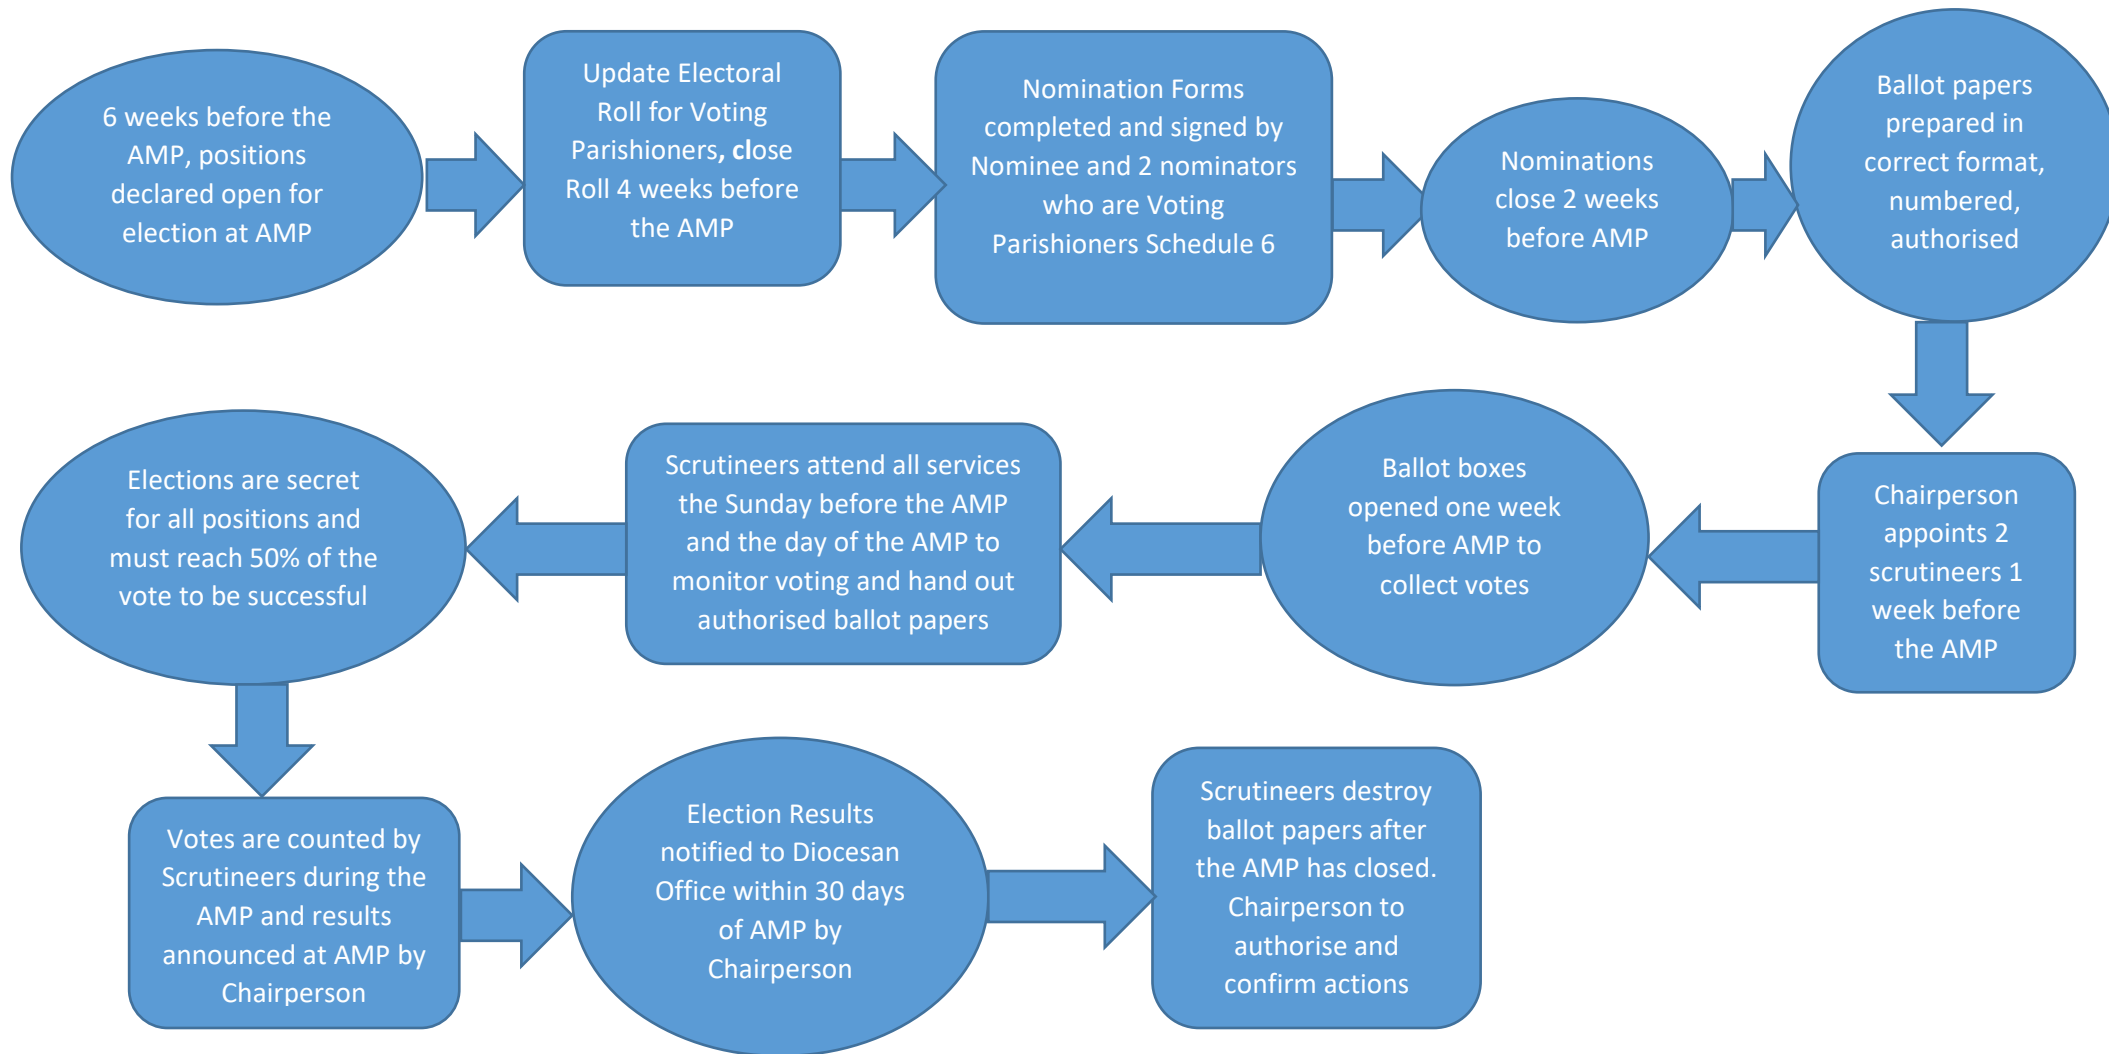 6 weeks before the
AMP, positions
declared open for
election at AMP
Update Electoral
Roll for Voting
Parishioners, close
Roll 4 weeks before
the AMP
Nomination Forms
completed and signed by
Nominee and 2 nominators
who are Voting
Parishioners Schedule 6
Nominations
close 2 weeks
before AMP
Ballot papers
prepared in
correct format,
numbered,
authorised
Chairperson
appoints 2
scrutineers 1
week before
the AMP
Ballot boxes
opened one week
before AMP to
collect votes
Scrutineers attend all services
the Sunday before the AMP
and the day of the AMP to
monitor voting and hand out
authorised ballot papers
Elections are secret
for all positions and
must reach 50% of the
vote to be successful
Votes are counted by
Scrutineers during the
AMP and results
announced at AMP by
Chairperson
Election Results
notified to Diocesan
Office within 30 days
of AMP by
Chairperson
Scrutineers destroy
ballot papers after
the AMP has closed.
Chairperson to
authorise and
confirm actions